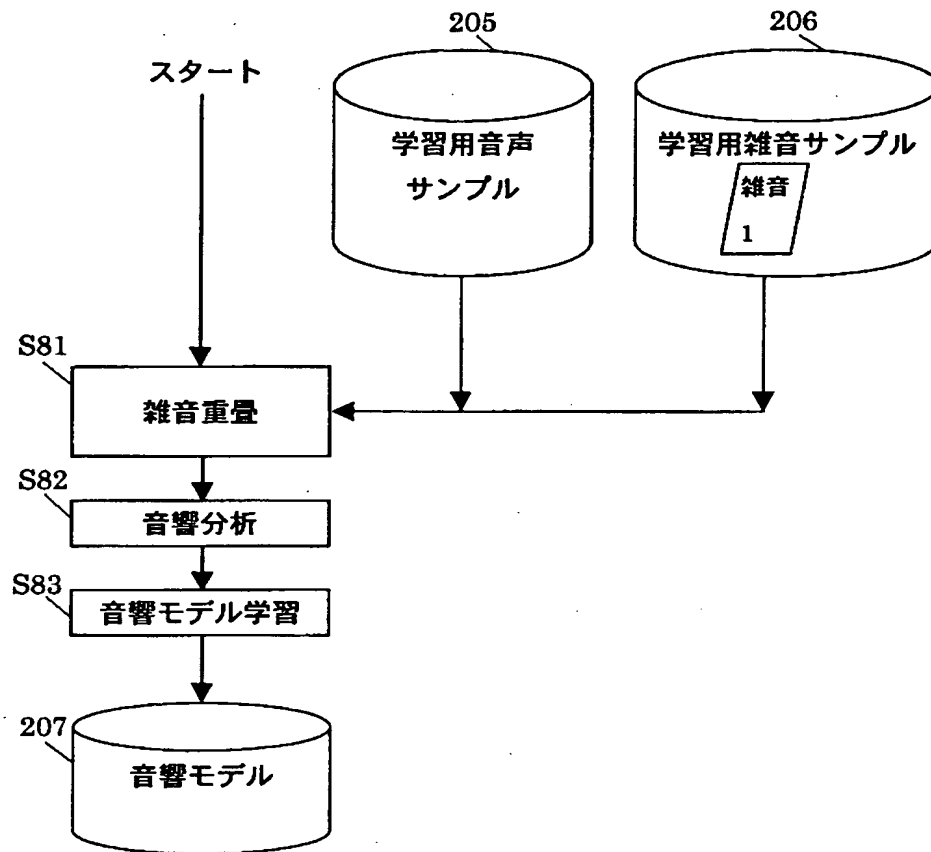 205
206
スタート
学習用音声
サンプル
学習用雑音サンプル
雑音
1
S81
雑音重畳
S82
音響分析
S83
音響モデル学習
207
音響モデル